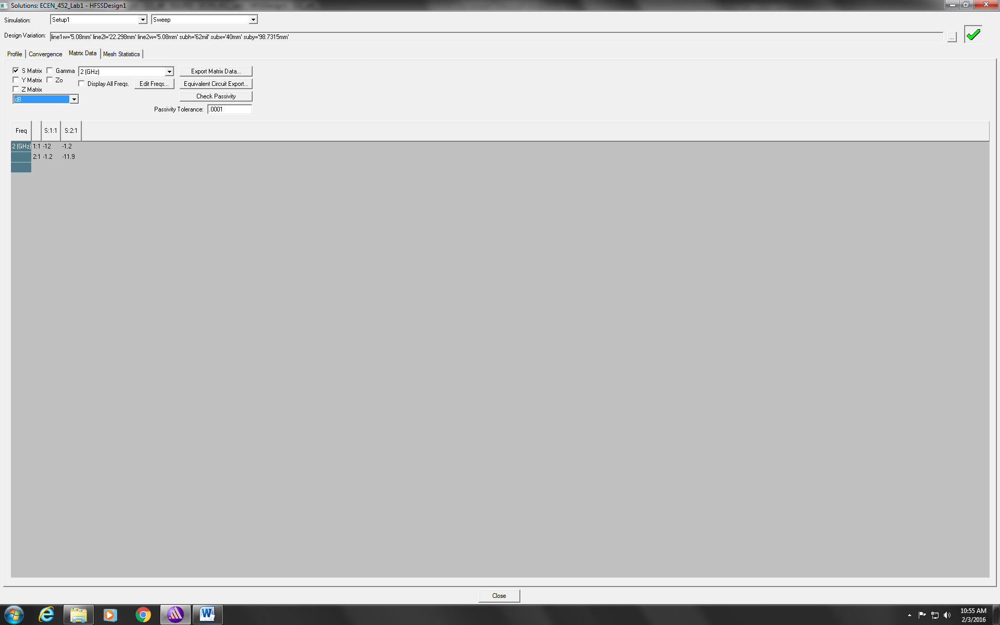 Solutions: ECEN_452_Lab1 - HFSSDesign1
Simulation: Setup1 Sweep
Design Variation: line1w='5.08mm' line2l='22.298mm' line2w='5.08mm' subh='62mil' subx='40mm' suby='98.7315mm'
...
Profile Convergence Matrix Data Mesh Statistics
S Matrix Gamma 2 (GHz) Export Matrix Data...
Y Matrix Zo Display All Freqs. Edit Freqs... Equivalent Circuit Export...
Z Matrix
dB Check Passivity
Passivity Tolerance: .0001
Freq S:1:1 S:2:1
2 (GHz) 1:1 -12 -1.2
2:1 -1.2 -11.9
Close
10:55 AM
2/3/2016